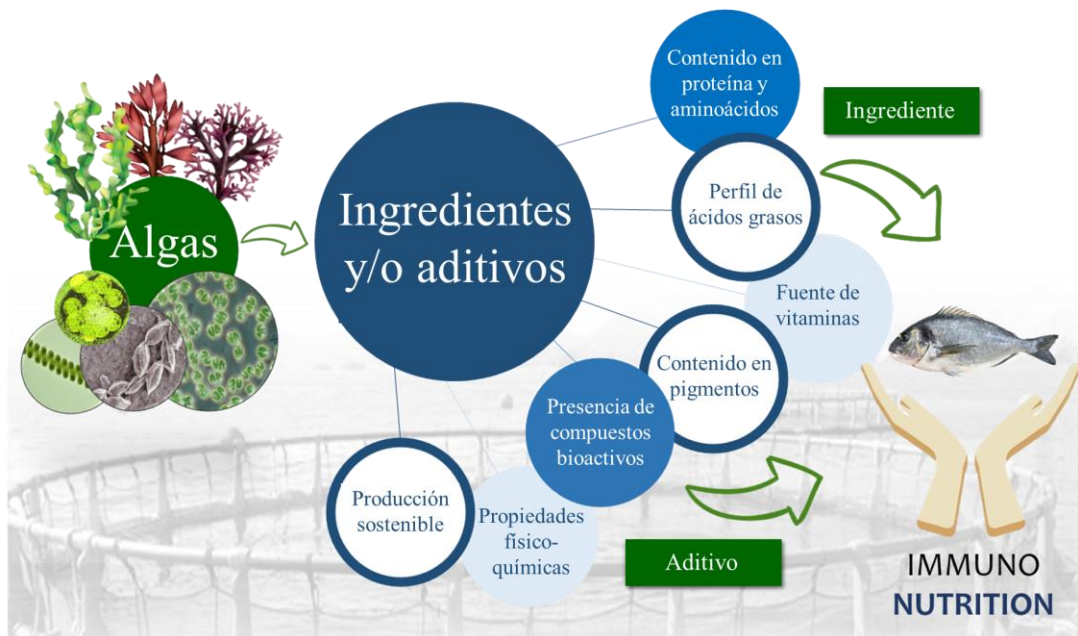 Algas
Ingredientes
y/o aditivos
Contenido en
proteína y
aminoácidos
Perfil de
ácidos grasos
Fuente de
vitaminas
Contenido en
pigmentos
Presencia de
compuestos
bioactivos
Propiedades
físico-
químicas
Producción
sostenible
Ingrediente
Aditivo
IMMUNO
NUTRITION